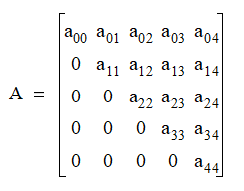 a00 a01 a02 a03 a04
0 a11 a12 a13 a14
A = 0 0 a22 a23 a24
0 0 0 a33 a34
0 0 0 0 a44